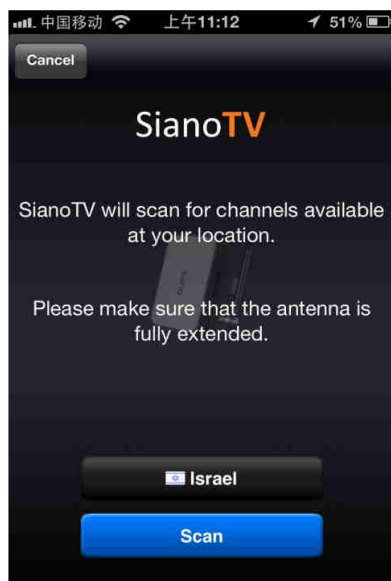 中国移动 上午11:12 51%
Cancel
SianoTV
SianoTV will scan for channels available
at your location.
Please make sure that the antenna is
fully extended.
Israel
Scan